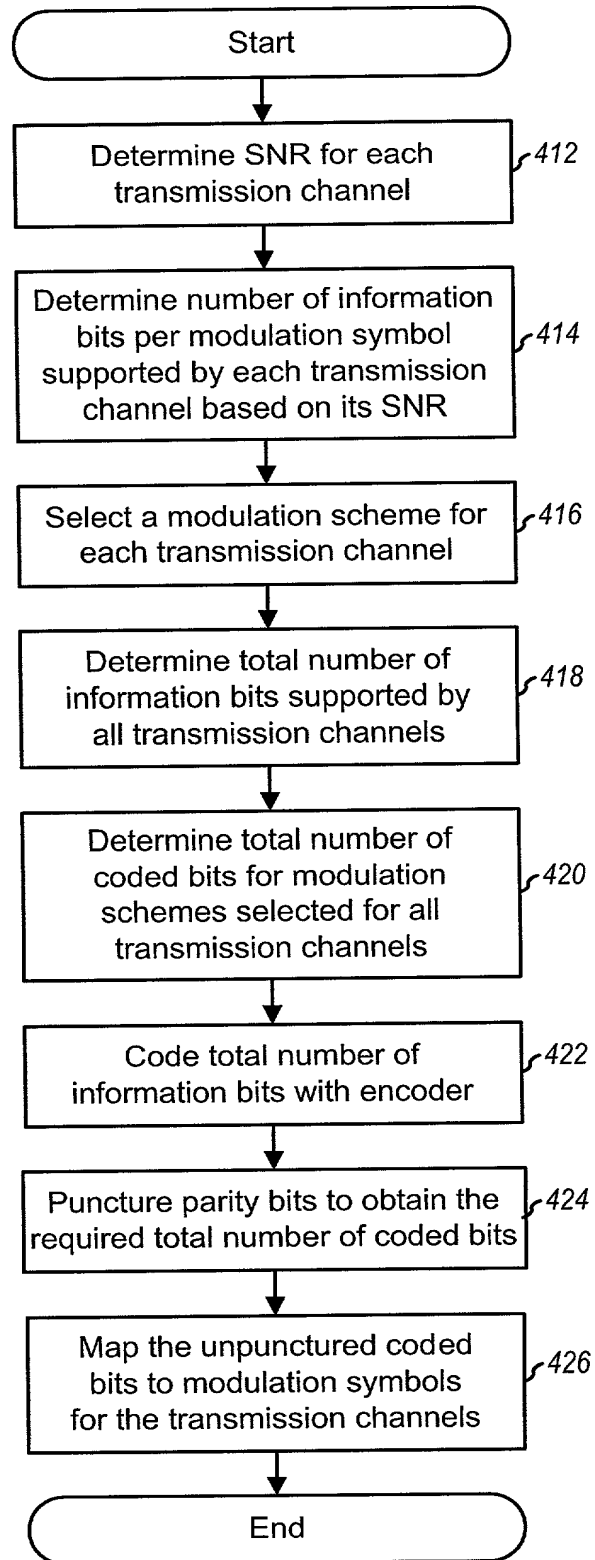 Start
Determine SNR for each
transmission channel
412
Determine number of information
bits per modulation symbol
supported by each transmission
channel based on its SNR
414
Select a modulation scheme for
each transmission channel
416
Determine total number of
information bits supported by
all transmission channels
418
Determine total number of
coded bits for modulation
schemes selected for all
transmission channels
420
Code total number of
information bits with encoder
422
Puncture parity bits to obtain the
required total number of coded bits
424
Map the unpunctured coded
bits to modulation symbols
for the transmission channels
426
End